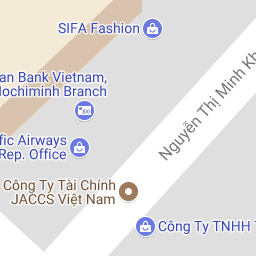 SIFA Fashion
an Bank Vietnam,
Hochiminh Branch
fic Airways
Rep. Office
Nguyễn Thị Minh Kh
Công Ty Tài Chính
JACCS Việt Nam
Công Ty TNHH T